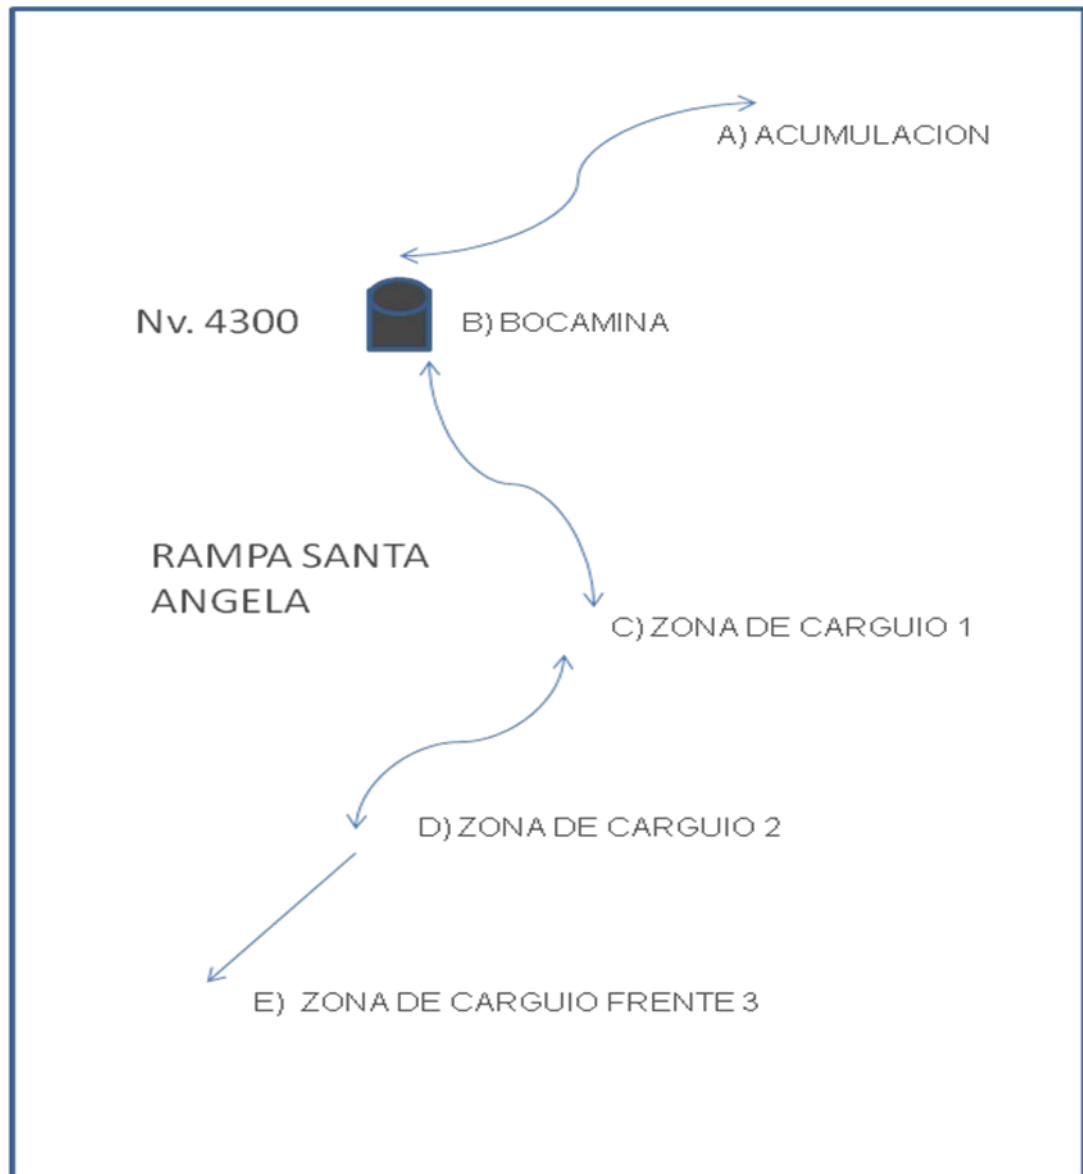 A) ACUMULACION
Nv. 4300
B) BOCAMINA
RAMPA SANTA
ANGELA
C) ZONA DE CARGUIO 1
D) ZONA DE CARGUIO 2
E) ZONA DE CARGUIO FRENTE 3